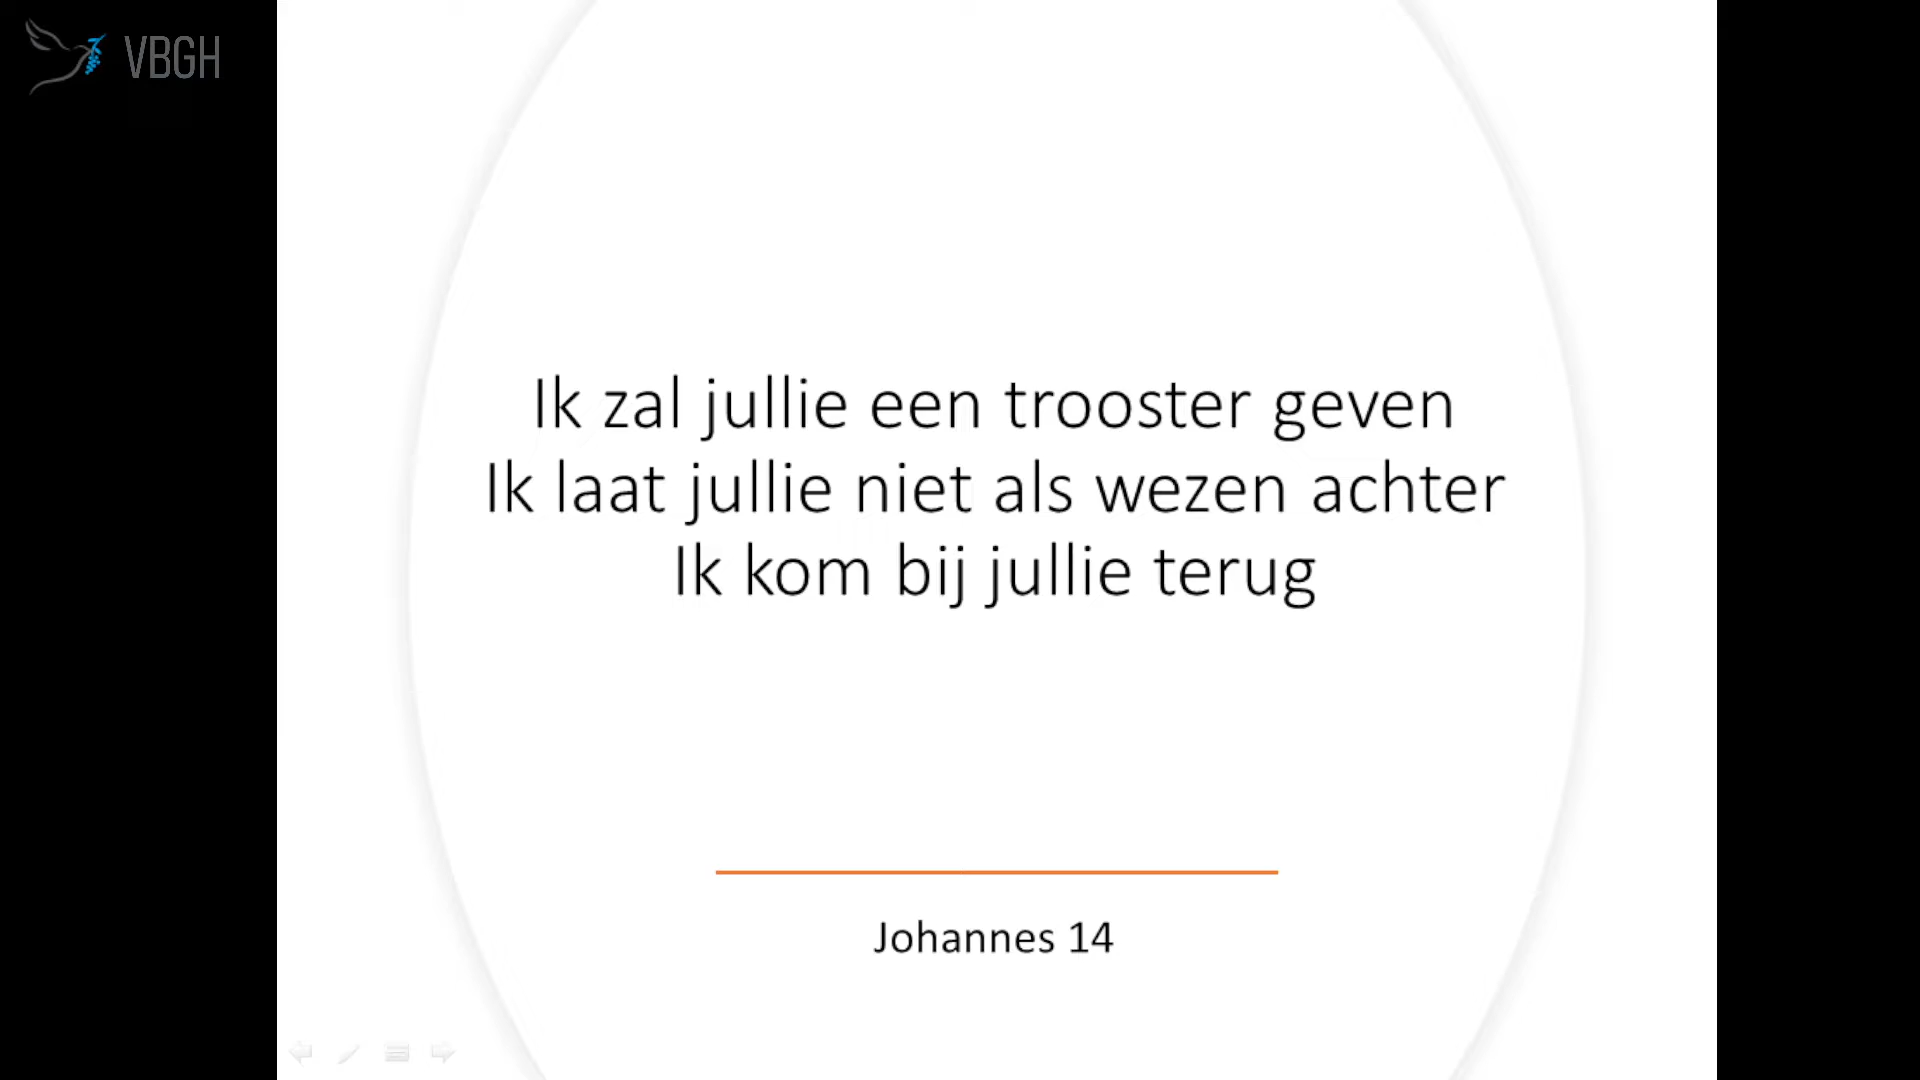 VBGH
Ik zal jullie een trooster geven
Ik laat jullie niet als wezen achter
Ik kom bij jullie terug
Johannes 14